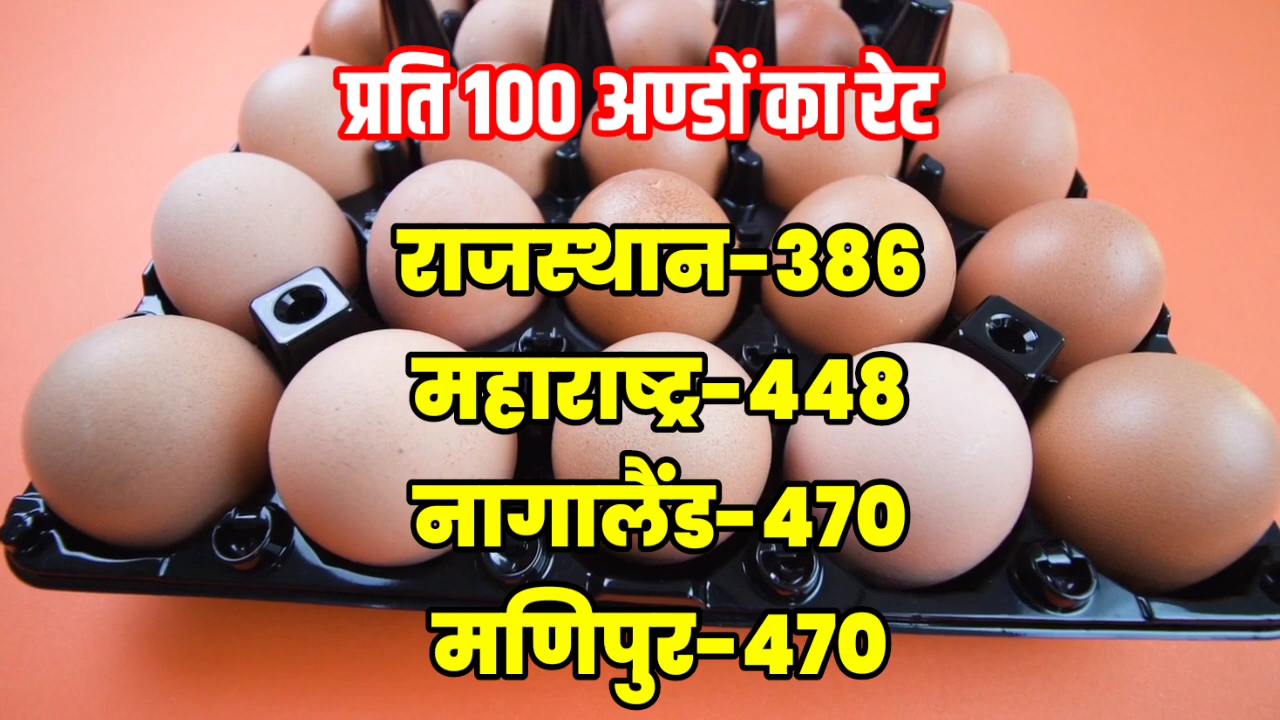 प्रति 100 अण्डों का रेट
राजस्थान-386
महाराष्ट्र-448
नागालैंड-470
मणिपुर-470